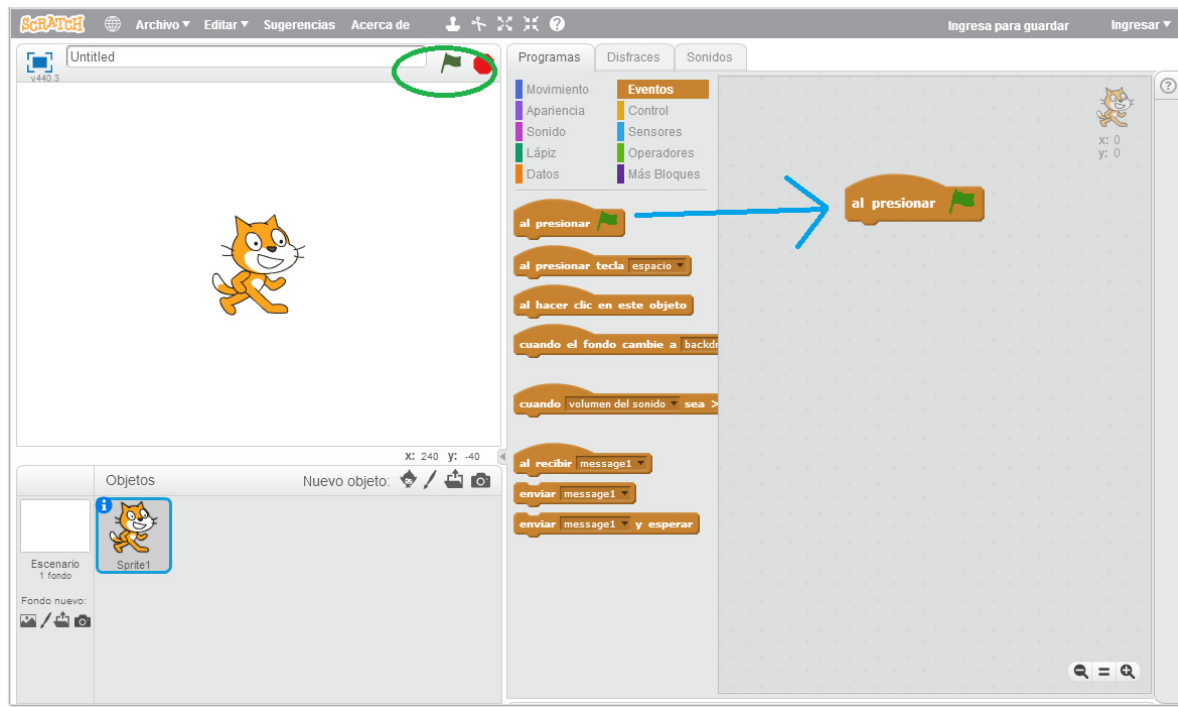 SCRATCH Archivo Editar Sugerencias Acerca de Ingresa para guardar Ingresar
Untitled
v440.3
Programas Disfraces Sonidos
Movimiento Eventos
Apariencia Control
Sonido Sensores
Lápiz Operadores
Datos Más Bloques
x: 0
y: 0
al presionar
al presionar
al presionar tecla espacio
al hacer clic en este objeto
cuando el fondo cambie a backdr
cuando volumen del sonido sea >
al recibir message1
enviar message1
enviar message1 y esperar
X: 240 y: -40
Objetos Nuevo objeto:
Escenario
1 fondo
Sprite1
Fondo nuevo: